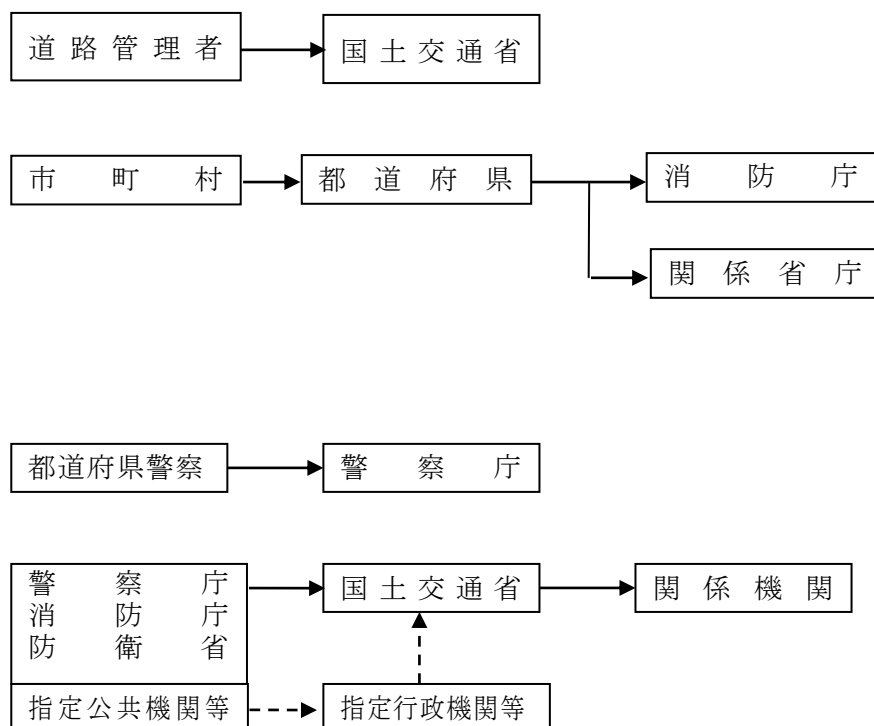 道路管理者
国土交通省
市町村
都道府県
消防庁
関係省庁
都道府県警察
警察庁
警察庁
消防庁
防衛省
国土交通省
関係機関
指定公共機関等
指定行政機関等